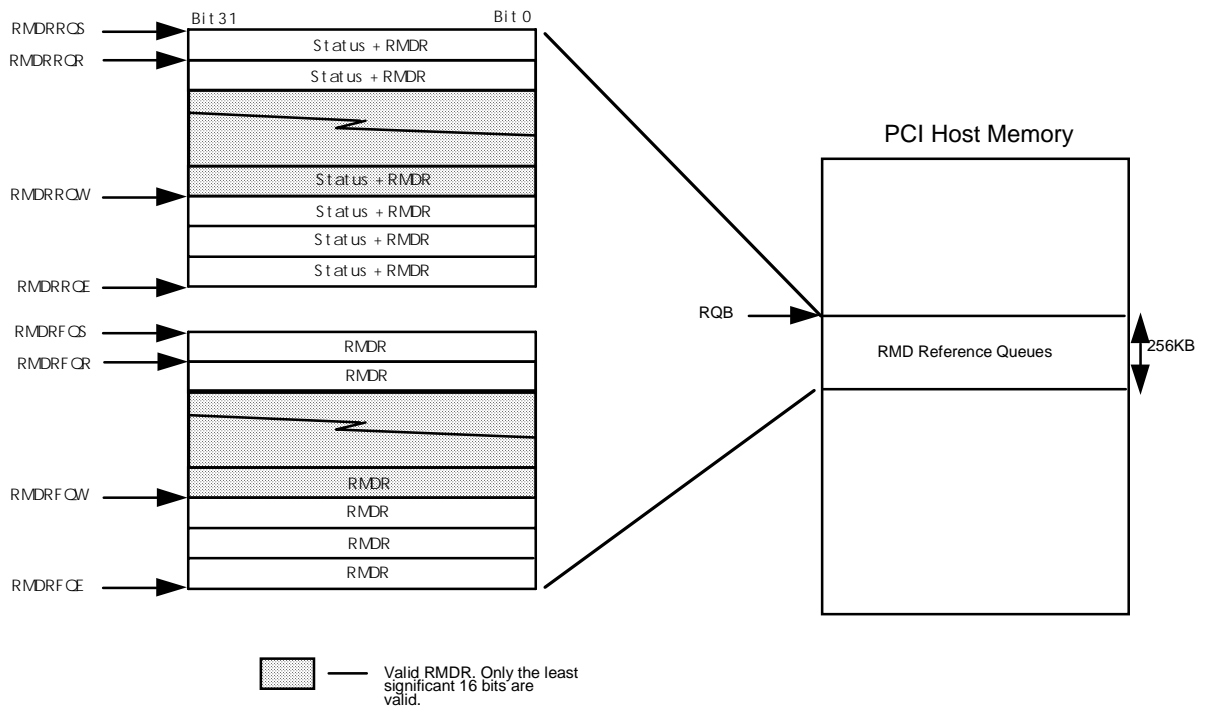 Bit 31 Bit 0
RMDRRQS
Status + RMDR
RMDRRQR
Status + RMDR
Status + RMDR
RMDRRQW
Status + RMDR
Status + RMDR
Status + RMDR
RMDRRQE
RMDRFQS
RMDR
RMDRFQR
RMDR
RMDR
RMDRFQW
RMDR
RMDR
RMDR
RMDRFQE
PCI Host Memory
RQB
RMD Reference Queues
256KB
Valid RMDR. Only the least
significant 16 bits are
valid.